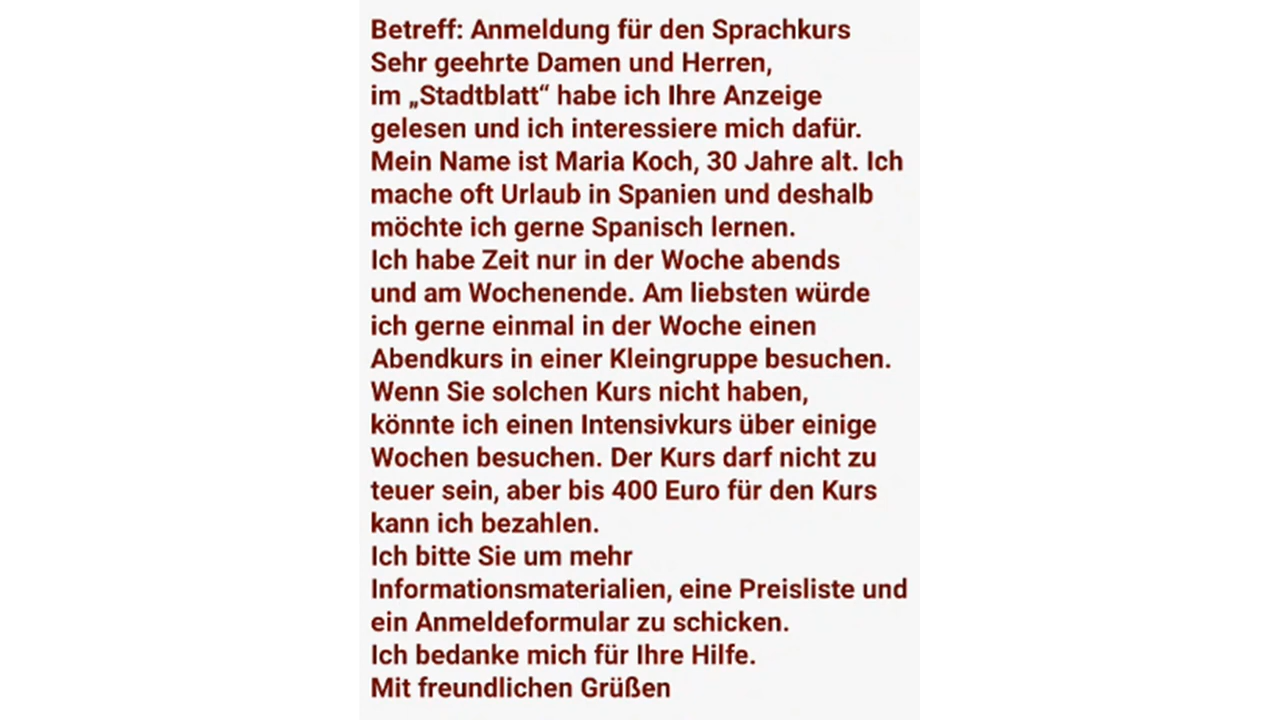 Betreff: Anmeldung für den Sprachkurs
Sehr geehrte Damen und Herren,
im „Stadtblatt“ habe ich Ihre Anzeige
gelesen und ich interessiere mich dafür.
Mein Name ist Maria Koch, 30 Jahre alt. Ich
mache oft Urlaub in Spanien und deshalb
möchte ich gerne Spanisch lernen.
Ich habe Zeit nur in der Woche abends
und am Wochenende. Am liebsten würde
ich gerne einmal in der Woche einen
Abendkurs in einer Kleingruppe besuchen.
Wenn Sie solchen Kurs nicht haben,
könnte ich einen Intensivkurs über einige
Wochen besuchen. Der Kurs darf nicht zu
teuer sein, aber bis 400 Euro für den Kurs
kann ich bezahlen.
Ich bitte Sie um mehr
Informationsmaterialien, eine Preisliste und
ein Anmeldeformular zu schicken.
Ich bedanke mich für Ihre Hilfe.
Mit freundlichen Grüßen